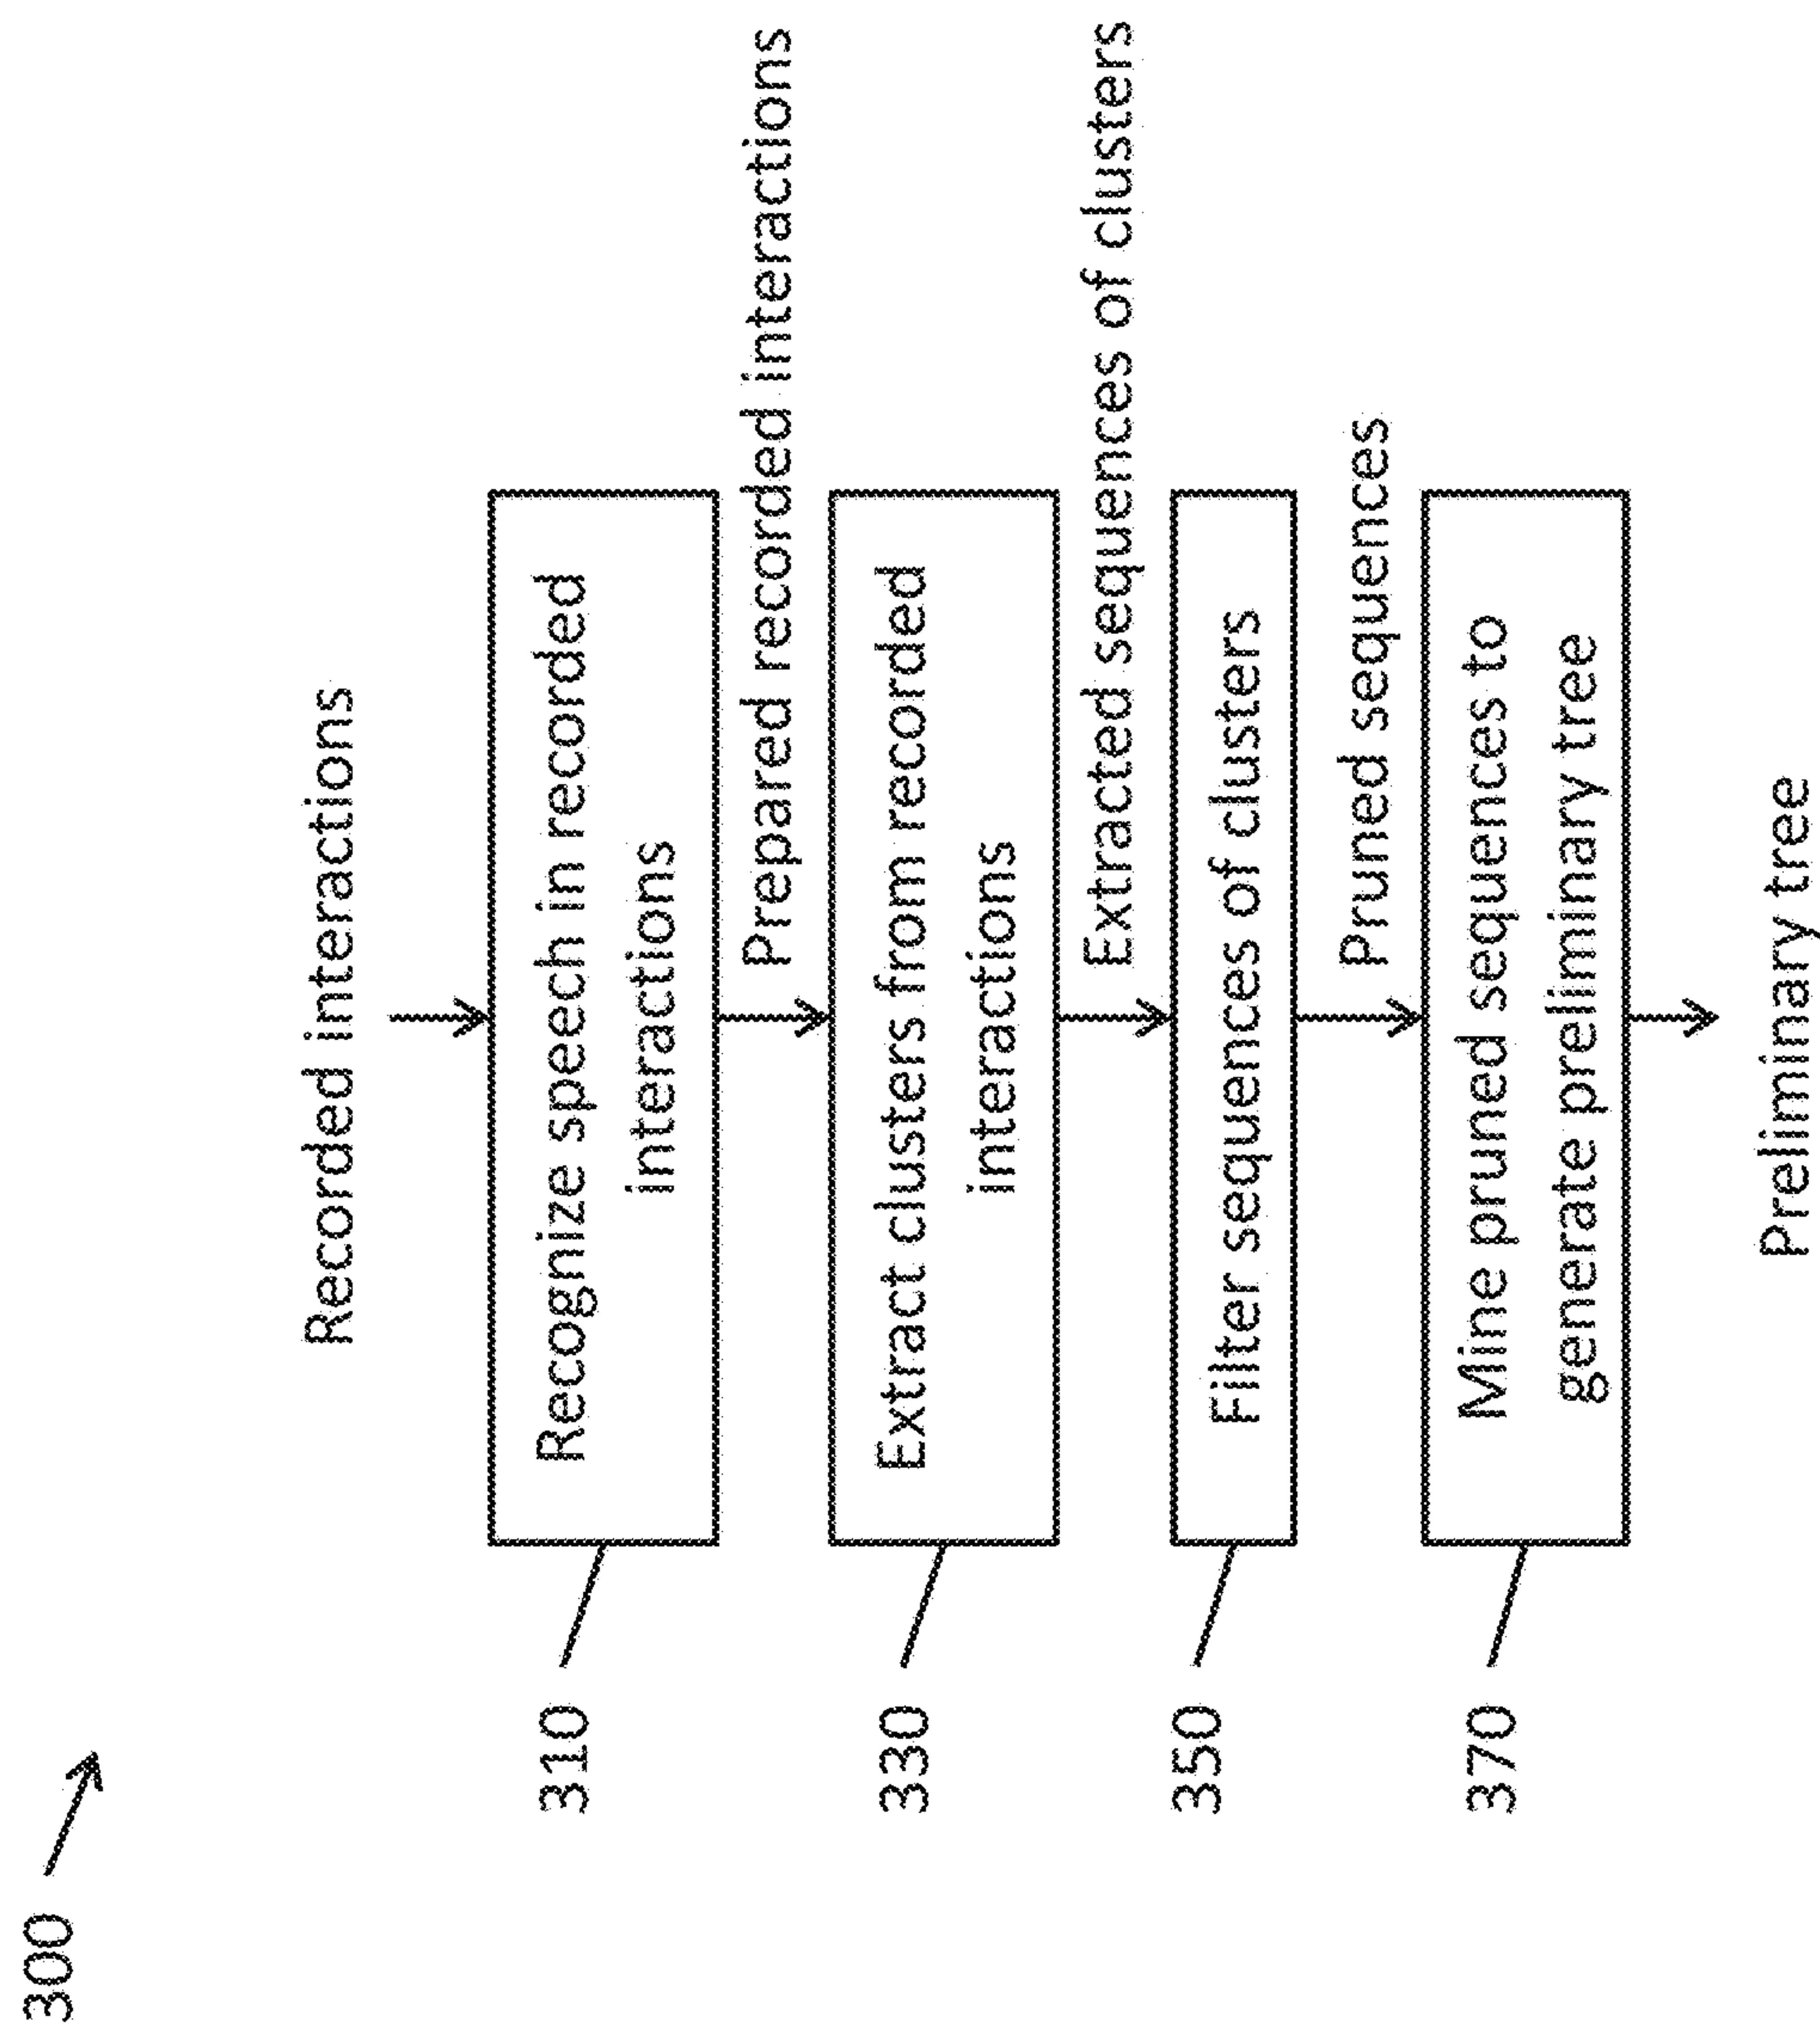 300
Recorded interactions
310
Recognize speech in recorded
interactions
Prepared recorded interactions
330
Extract clusters from recorded
interactions
Extracted sequences of clusters
350
Filter sequences of clusters
Pruned sequences
370
Mine pruned sequences to
generate preliminary tree
Preliminary tree